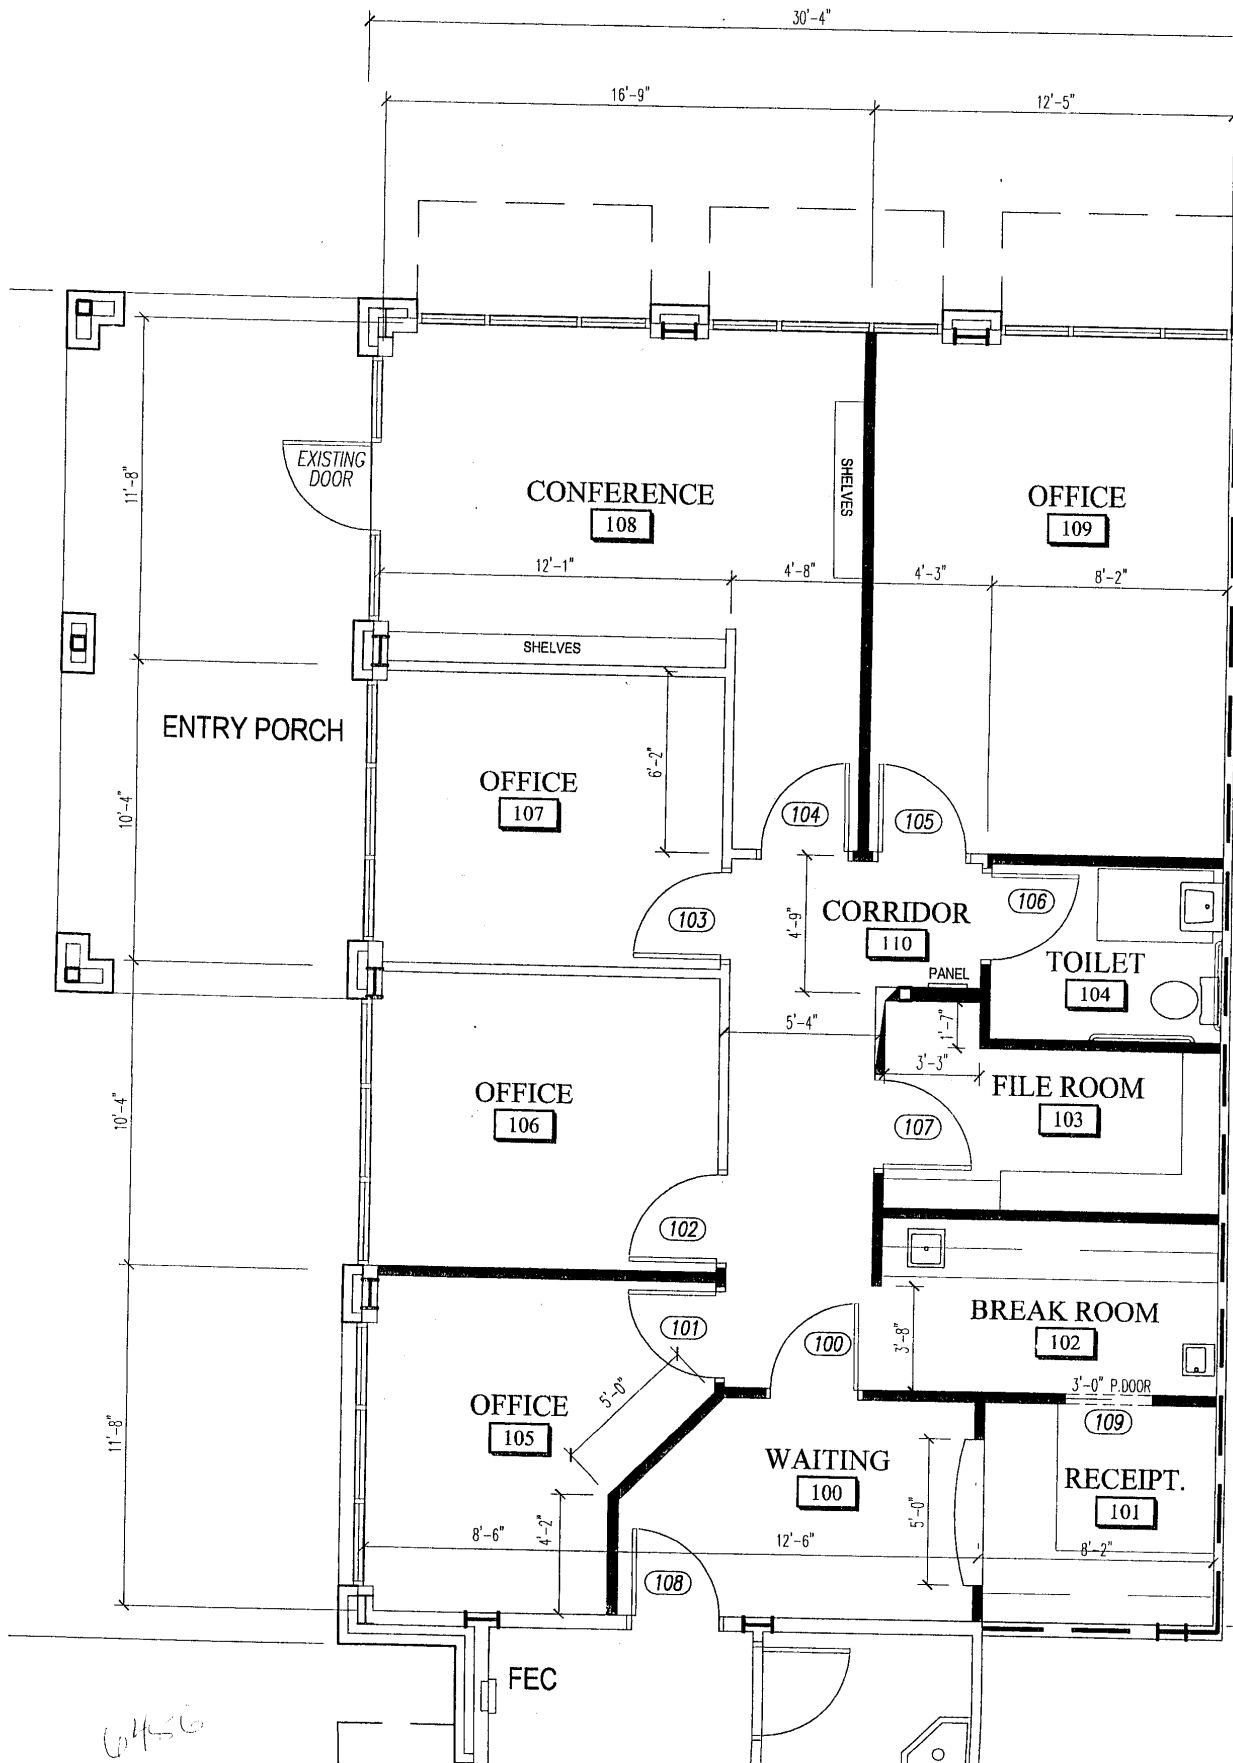 30'-4"
16'-9"
12'-5"
EXISTING
DOOR
11'-8"
CONFERENCE
108
SHELVES
OFFICE
109
12'-1"
4'-8"
4'-3"
8'-2"
SHELVES
ENTRY PORCH
6'-2"
OFFICE
107
10'-4"
104
105
103
4'-9"
CORRIDOR
110
106
TOILET
104
PANEL
5'-4"
1'-7"
3'-3"
FILE ROOM
103
OFFICE
106
10'-4"
107
102
101
100
3'-8"
BREAK ROOM
102
3'-0" P.DOOR
109
5'-0"
OFFICE
105
11'-8"
WAITING
100
RECEIPT.
101
5'-0"
8'-6"
4'-2"
12'-6"
8'-2"
108
FEC
6456